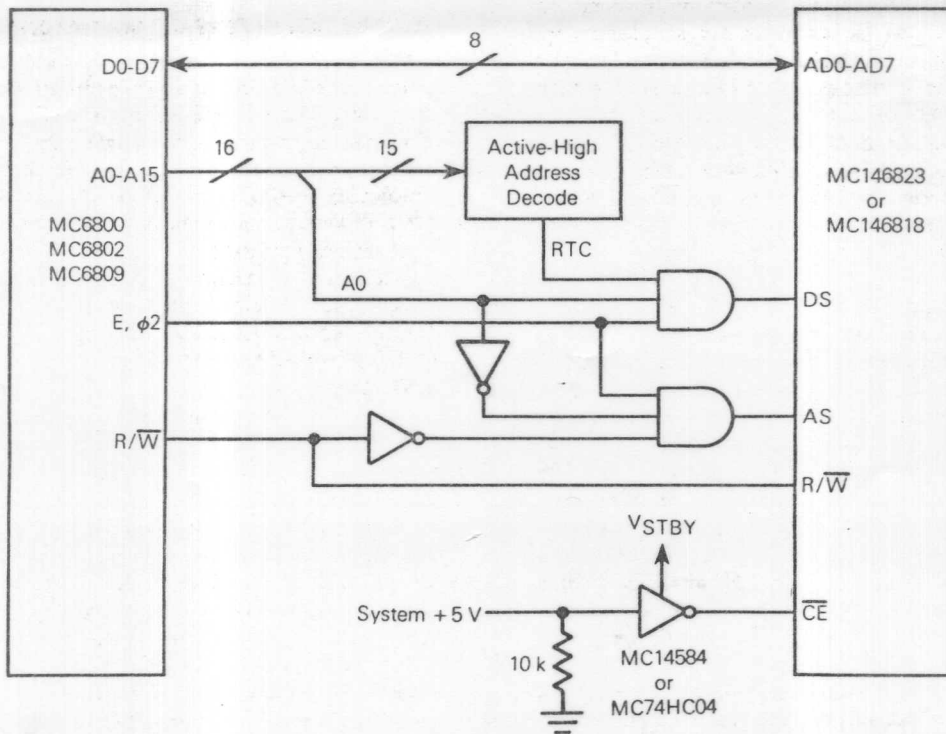 8
D0-D7
AD0-AD7
16
15
Active-High
Address
Decode
A0-A15
MC146823
or
MC146818
MC6800
MC6802
MC6809
RTC
A0
DS
E, ϕ2
AS
R/W̅
R/W̅
VSTBY
System +5 V
C̅E̅
10 k
MC14584
or
MC74HC04